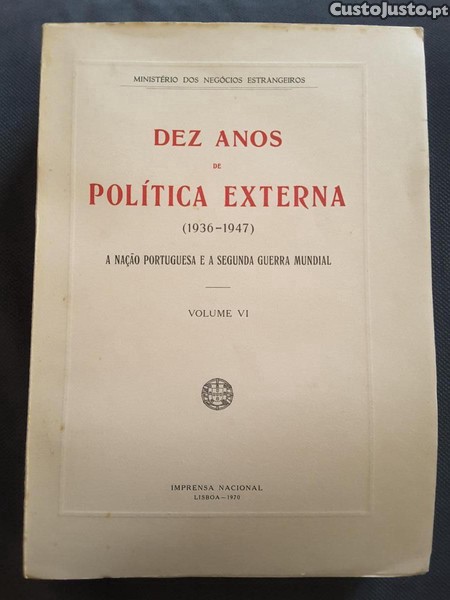 CustoJusto.pt
MINISTÉRIO DOS NEGÓCIOS ESTRANGEIROS
DEZ ANOS
DE
POLÍTICA EXTERNA
(1936-1947)
A NAÇÃO PORTUGUESA E A SEGUNDA GUERRA MUNDIAL
VOLUME VI
IMPRENSA NACIONAL
LISBOA — 1970